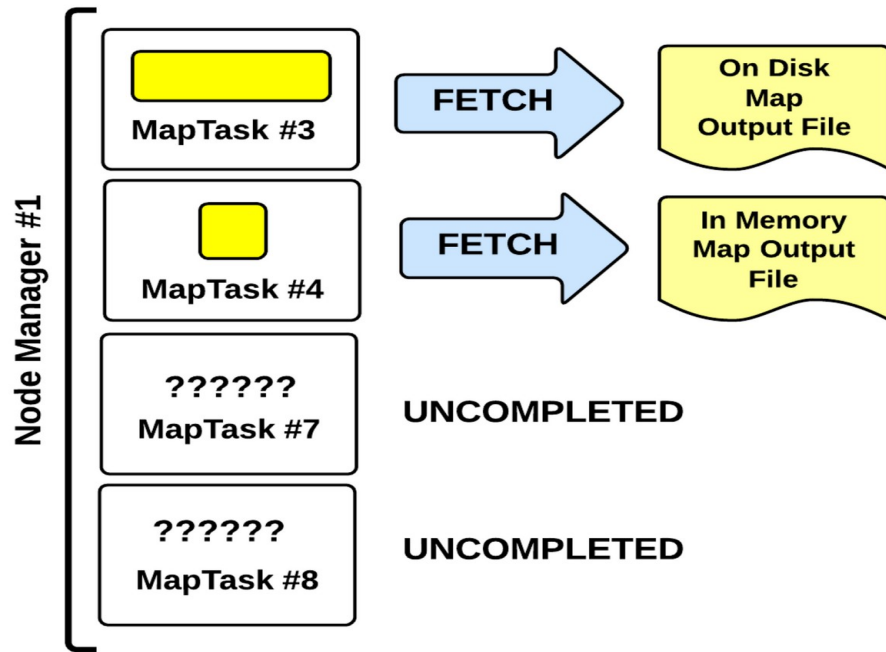 Node Manager #1
MapTask #3
FETCH
On Disk
Map
Output File
MapTask #4
FETCH
In Memory
Map Output
File
??????
MapTask #7
UNCOMPLETED
??????
MapTask #8
UNCOMPLETED